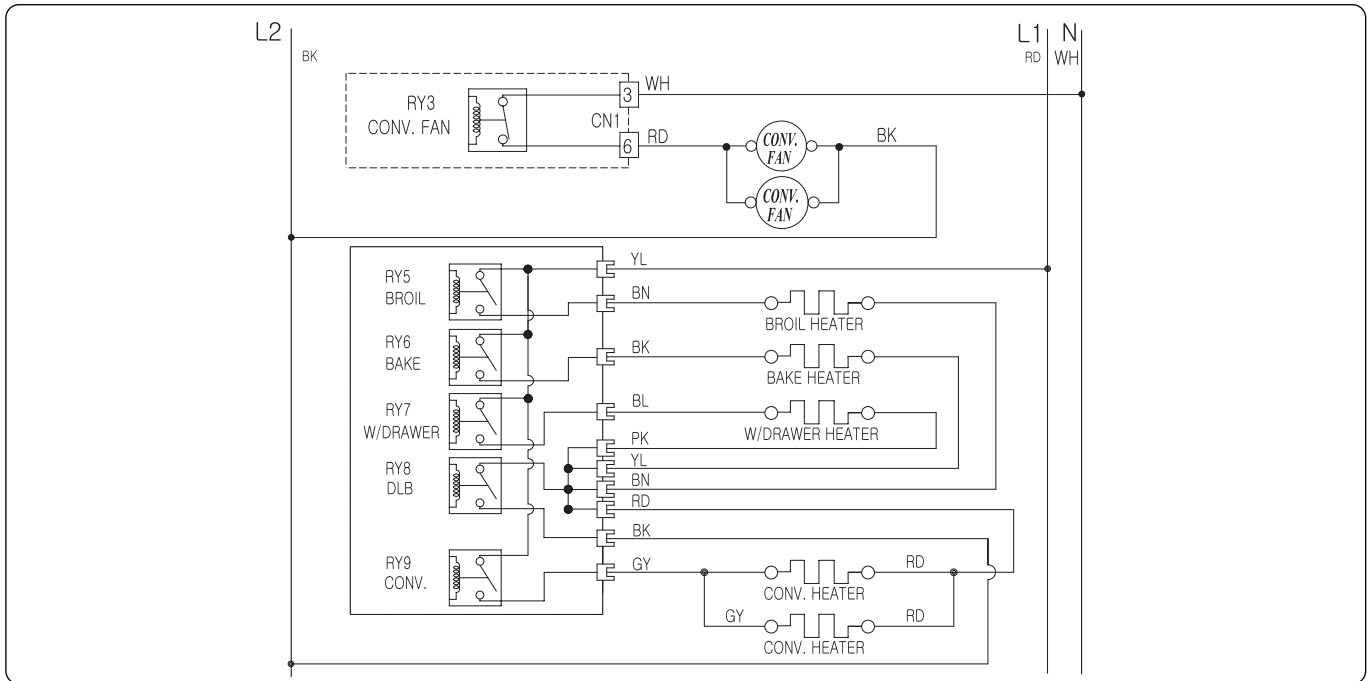 L2
BK
L1
RD
N
WH
RY3
CONV. FAN
3
WH
CN1
6
RD
CONV.
FAN
BK
CONV.
FAN
RY5
BROIL
YL
BN
BROIL HEATER
RY6
BAKE
BK
BAKE HEATER
RY7
W/DRAWER
BL
W/DRAWER HEATER
PK
YL
RY8
DLB
BN
RD
BK
RY9
CONV.
GY
RD
CONV. HEATER
GY
RD
CONV. HEATER